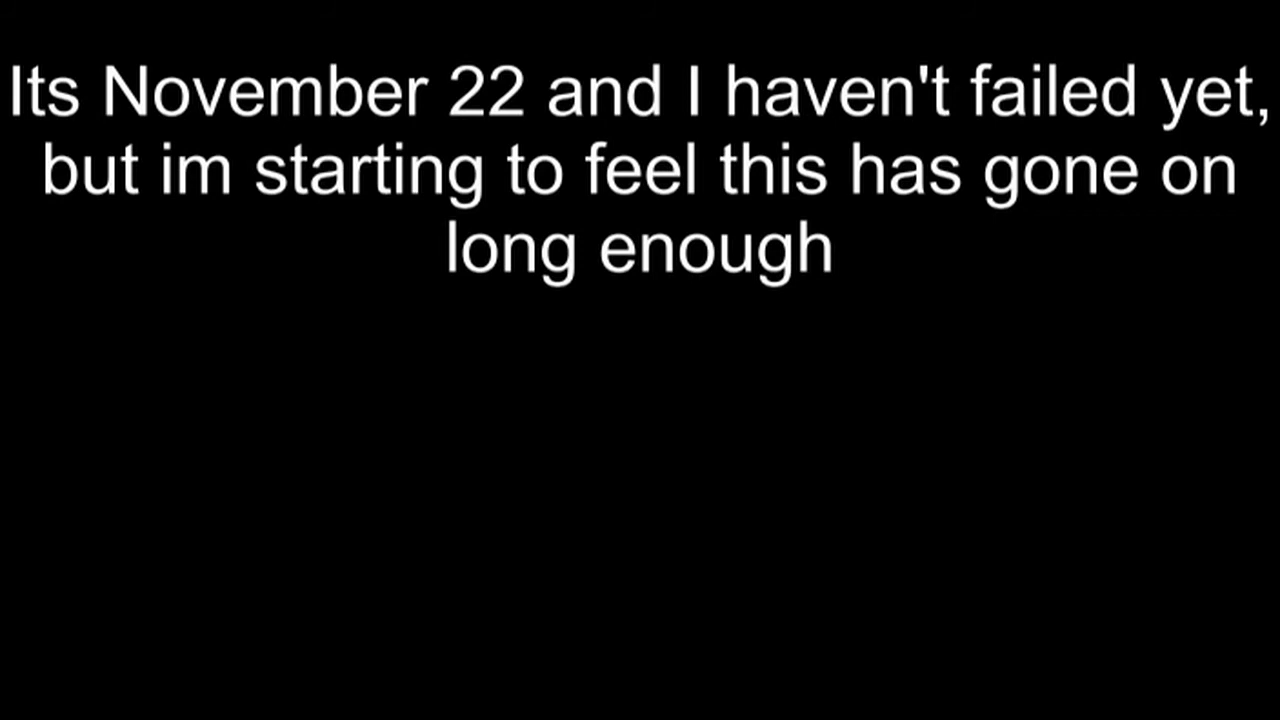 Its November 22 and I haven't failed yet,
but im starting to feel this has gone on
long enough